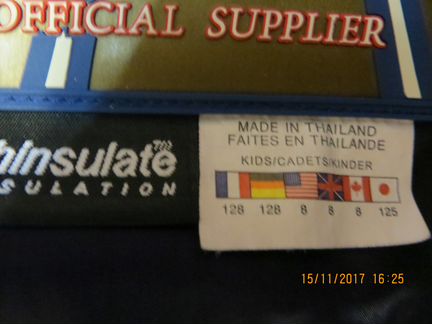 OFFICIAL SUPPLIER
MADE IN THAILAND
FAITES EN THAILANDE
KIDS/CADETS/KINDER
hinsulate™
SULATION
128 128 8 8 8 125
15/11/2017 16:25